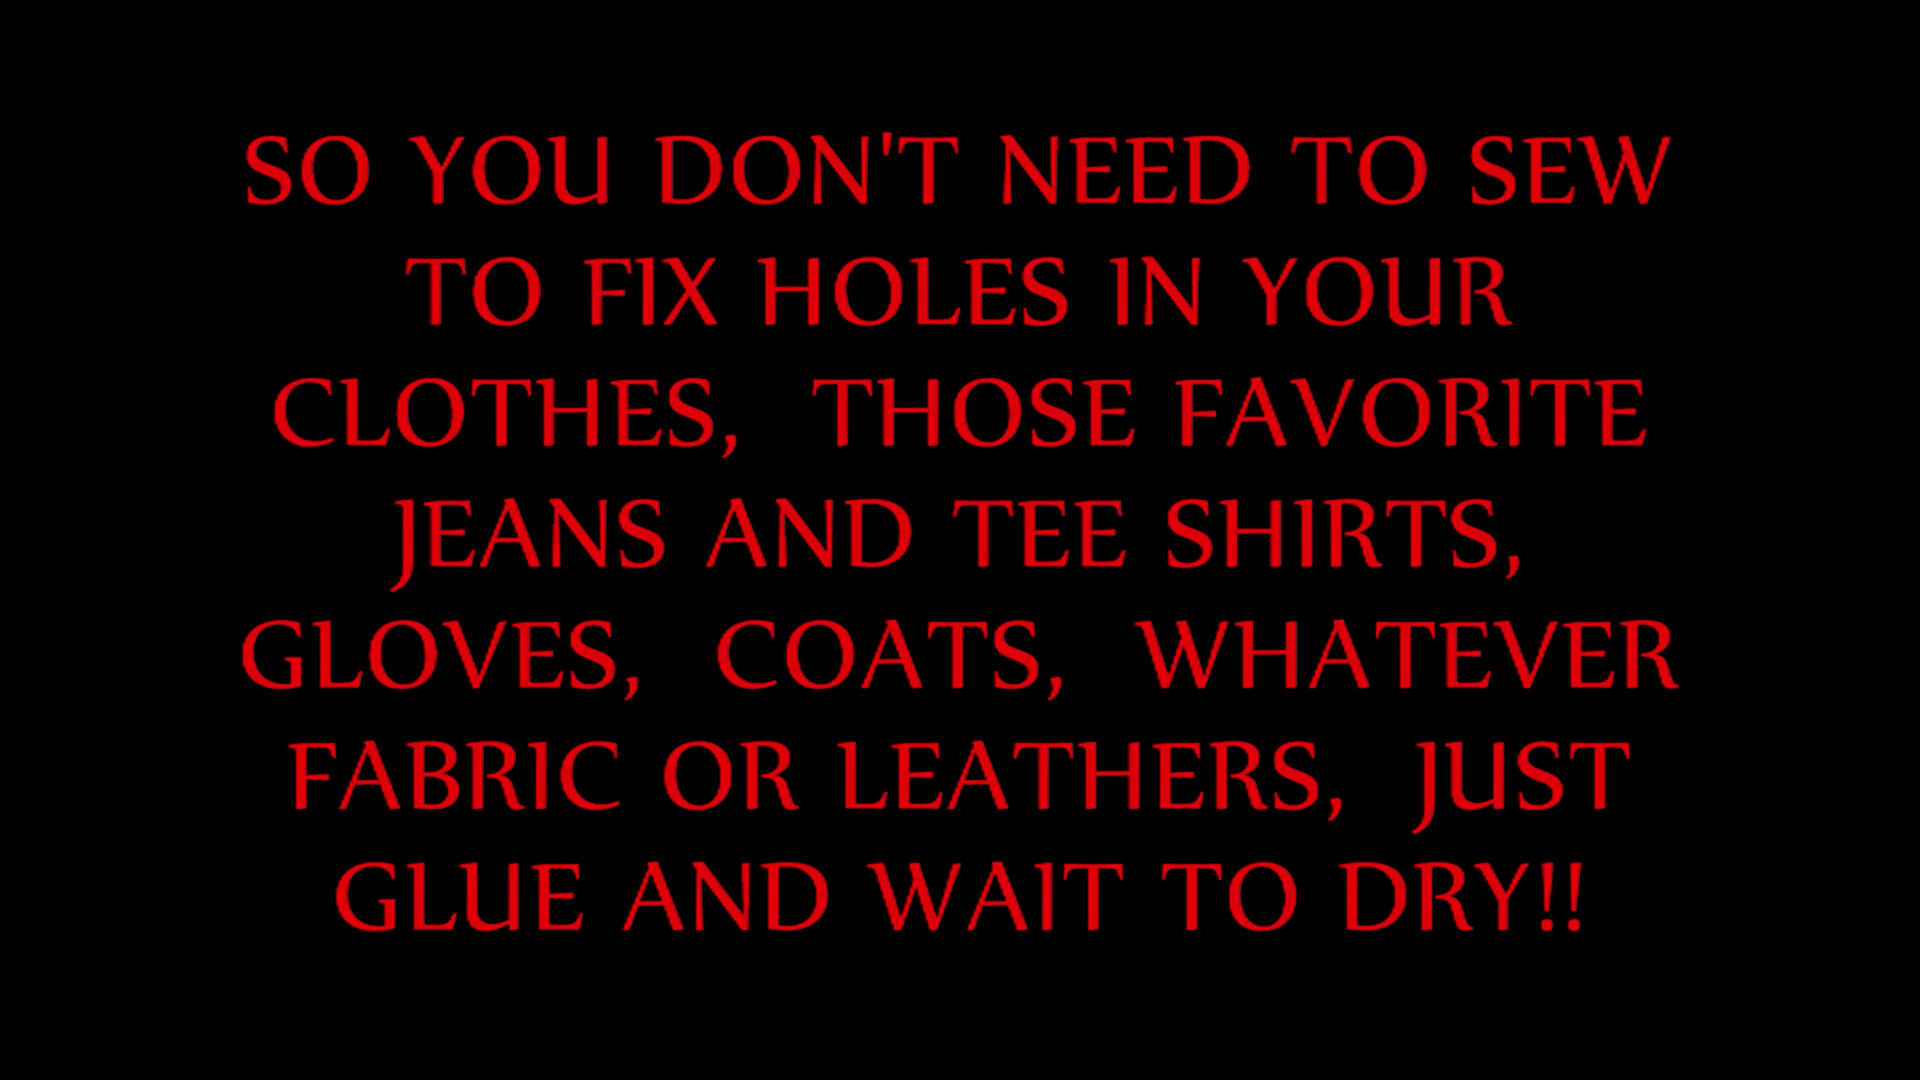 SO YOU DON'T NEED TO SEW
TO FIX HOLES IN YOUR
CLOTHES, THOSE FAVORITE
JEANS AND TEE SHIRTS,
GLOVES, COATS, WHATEVER
FABRIC OR LEATHERS, JUST
GLUE AND WAIT TO DRY!!